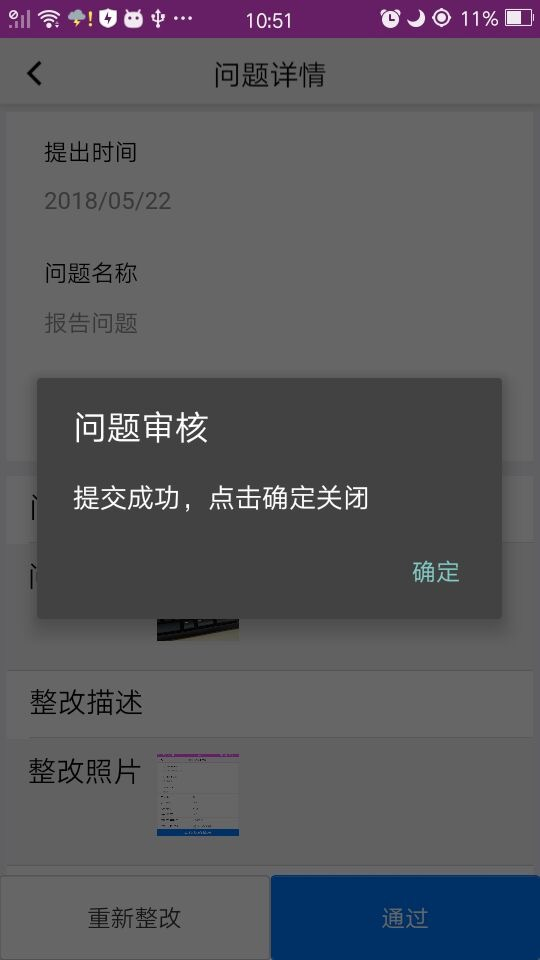 10:51
11%
问题详情
提出时间
2018/05/22
问题名称
报告问题
问题审核
提交成功，点击确定关闭
确定
整改描述
整改照片
重新整改
通过